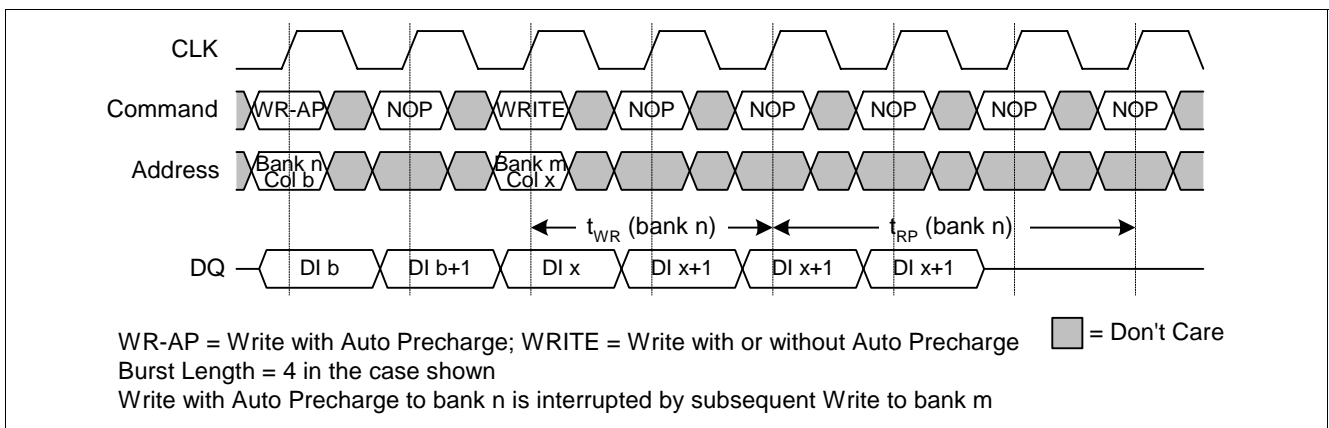 CLK
Command WR-AP NOP WRITE NOP NOP NOP NOP NOP
Address Bank n Bank m
Col b Col x
tWR (bank n) tRP (bank n)
DQ DI b DI b+1 DI x DI x+1 DI x+1 DI x+1
WR-AP = Write with Auto Precharge; WRITE = Write with or without Auto Precharge = Don't Care
Burst Length = 4 in the case shown
Write with Auto Precharge to bank n is interrupted by subsequent Write to bank m